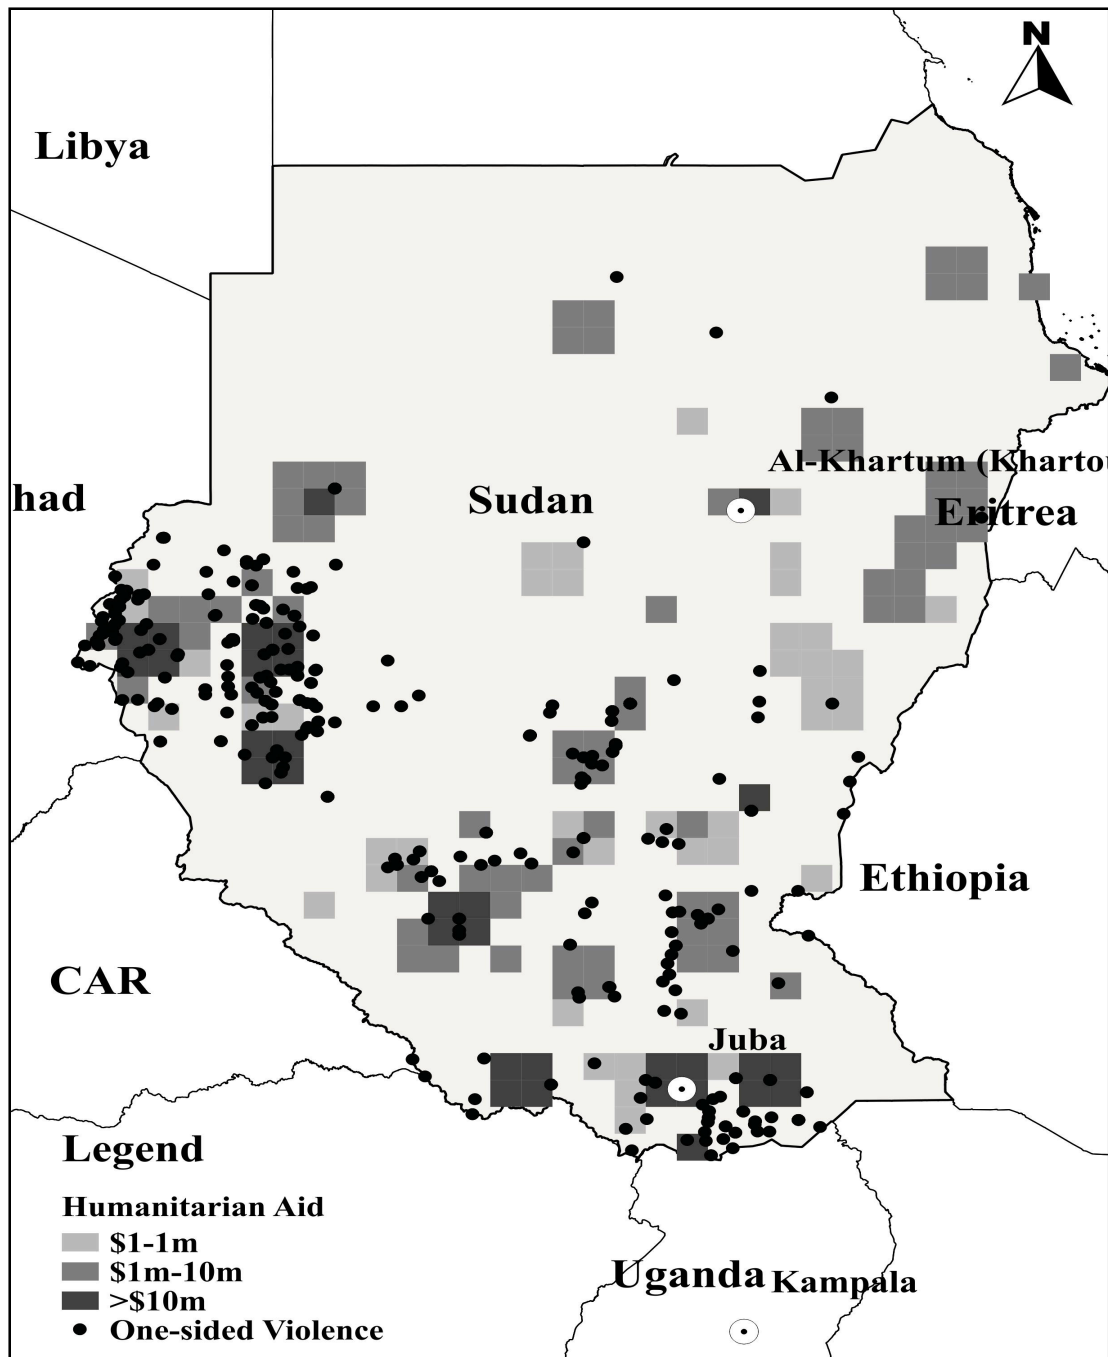 N
Libya
Al-Khartum (Khartou
had
Sudan
Eritrea
Ethiopia
CAR
Juba
Legend
Humanitarian Aid
$1-1m
$1m-10m
>$10m
One-sided Violence
Uganda
Kampala